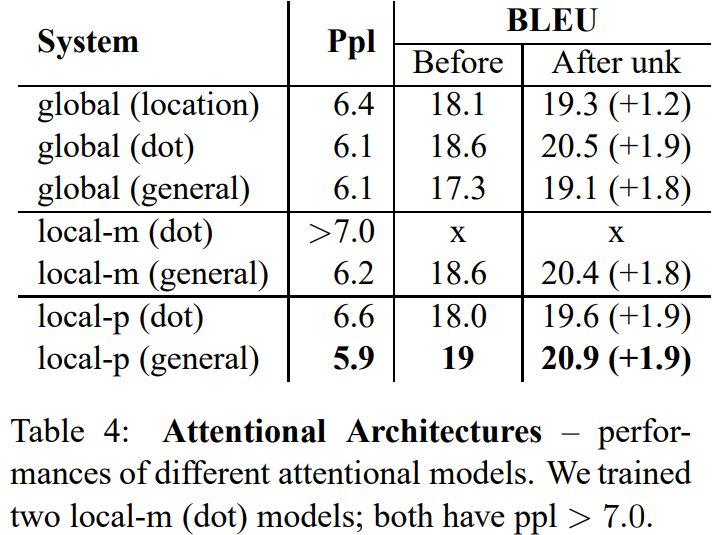 System Ppl BLEU
Before After unk
global (location) 6.4 18.1 19.3 (+1.2)
global (dot) 6.1 18.6 20.5 (+1.9)
global (general) 6.1 17.3 19.1 (+1.8)
local-m (dot) >7.0 x x
local-m (general) 6.2 18.6 20.4 (+1.8)
local-p (dot) 6.6 18.0 19.6 (+1.9)
local-p (general) 5.9 19 20.9 (+1.9)
Table 4: Attentional Architectures – perfor-
mances of different attentional models. We trained
two local-m (dot) models; both have ppl > 7.0.